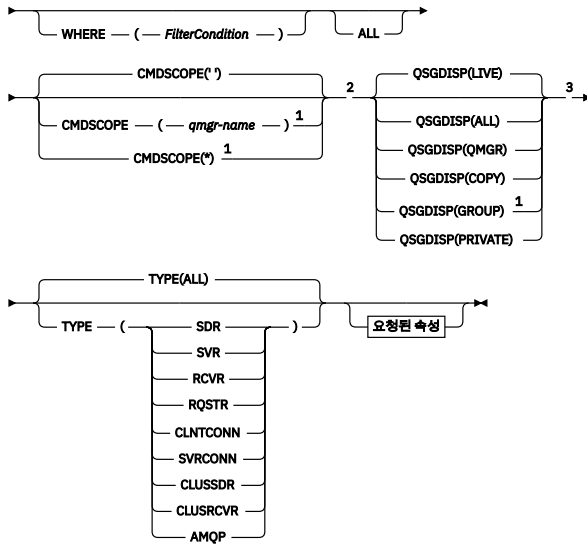 WHERE ( FilterCondition ) ALL
CMDSCOPE(' ')
CMDSCOPE ( qmgr-name ) 1
CMDSCOPE(*) 1
2
QSGDISP(LIVE)
QSGDISP(ALL)
QSGDISP(QMGR)
QSGDISP(COPY)
QSGDISP(GROUP) 1
QSGDISP(PRIVATE)
3
TYPE(ALL)
TYPE ( SDR )
SVR
RCVR
RQSTR
CLNTCONN
SVRCONN
CLUSSDR
CLUSRCVR
AMQP
요청된 속성